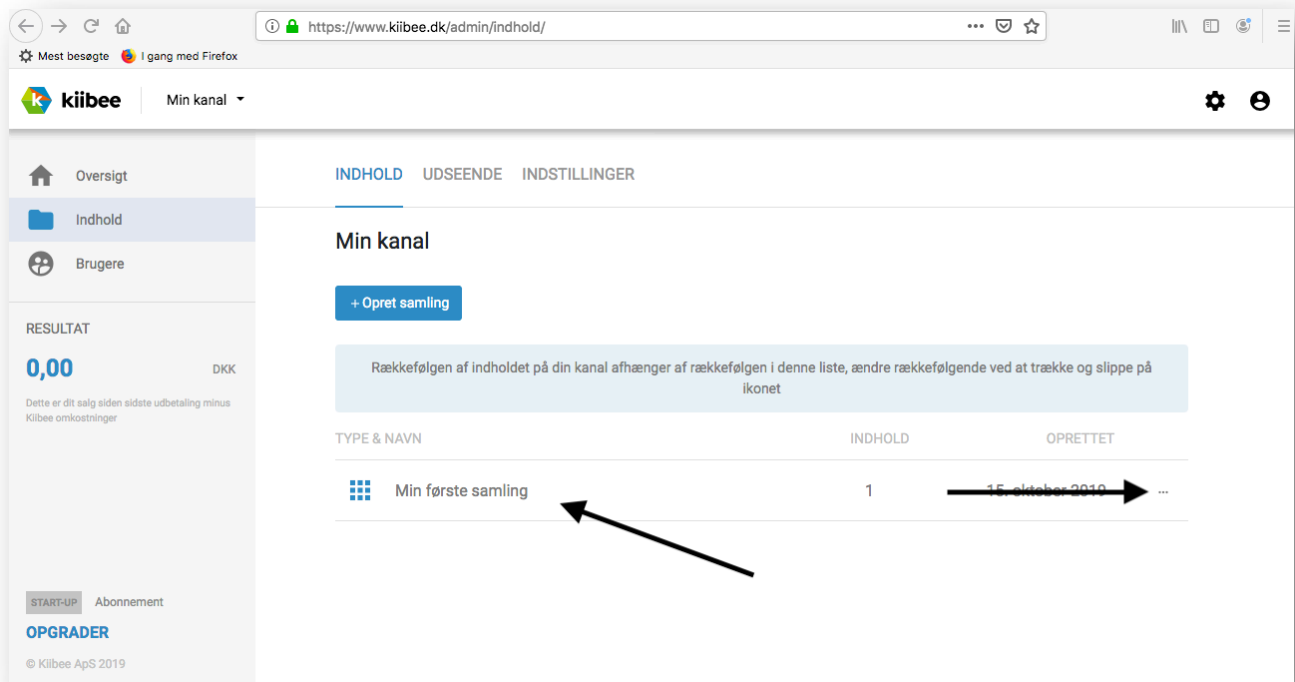 https://www.kiibee.dk/admin/indhold/
Mest besøgte I gang med Firefox
kiibee Min kanal
Oversigt
Indhold
Brugere
RESULTAT
0,00 DKK
Dette er dit salg siden sidste udbetaling minus
Kiibee omkostninger
START-UP Abonnement
OPGRADER
© Kiibee ApS 2019
INDHOLD UDSEENDE INDSTILLINGER
Min kanal
+ Opret samling
Rækkefølgen af indholdet på din kanal afhænger af rækkefølgen i denne liste, ændre rækkefølgende ved at trække og slippe på
ikonet
TYPE & NAVN INDHOLD OPRETTET
Min første samling 1 15. oktober 2019 ...